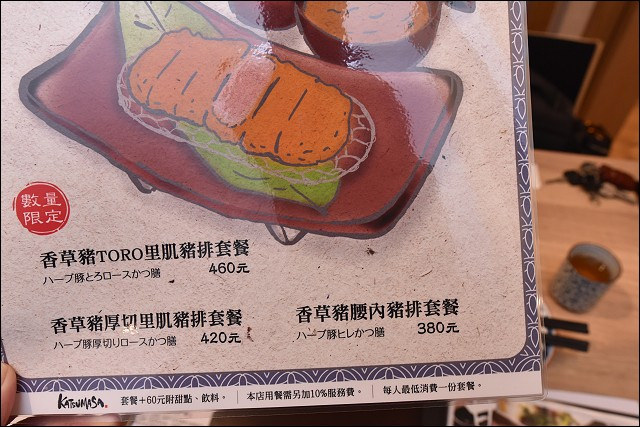 數量
限定
香草豬TORO里肌豬排套餐
ハーブ豚とろロースかつ膳 460元
香草豬厚切里肌豬排套餐
ハーブ豚厚切りロースかつ膳 420元
香草豬腰內豬排套餐
ハーブ豚ヒレかつ膳 380元
KATSUMASA. 套餐+60元附甜點、飲料。 | 本店用餐需另加10%服務費。 | 每人最低消費一份套餐。